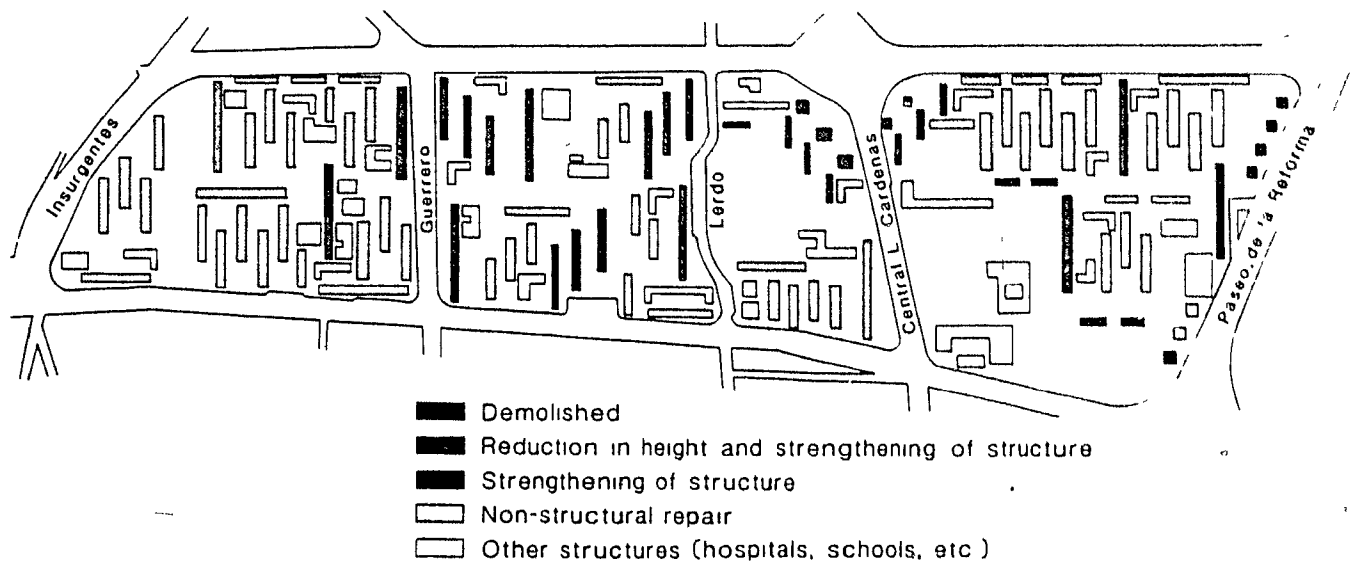 Insurgentes
Guerrero
Lerdo
Central L Cardenas
Paseo. de la Reforma
Demolished
Reduction in height and strengthening of structure
Strengthening of structure
Non-structural repair
Other structures (hospitals, schools, etc )